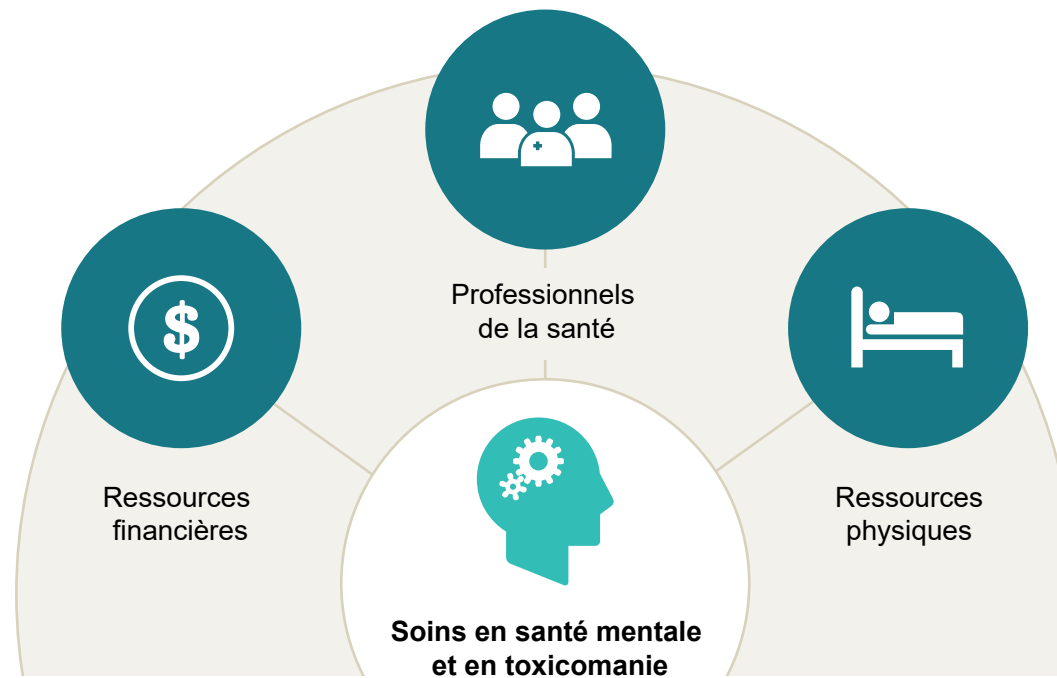 $
Professionnels
de la santé
Ressources
financières
Ressources
physiques
Soins en santé mentale
et en toxicomanie